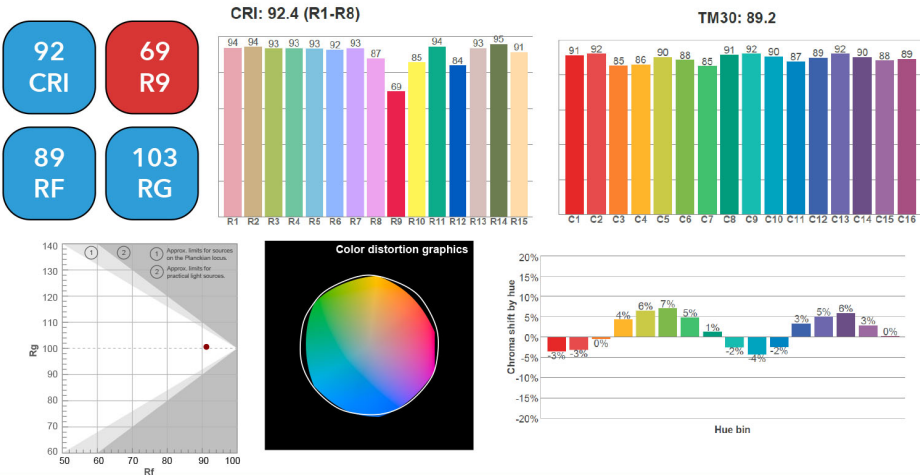 92
CRI
69
R9
89
RF
103
RG
CRI: 92.4 (R1-R8)
94 94 93 93 93 92 93 87 69 85 94 84 93 95 91
R1 R2 R3 R4 R5 R6 R7 R8 R9 R10 R11 R12 R13 R14 R15
TM30: 89.2
91 92 85 86 90 88 85 91 92 90 87 89 92 90 88 89
C1 C2 C3 C4 C5 C6 C7 C8 C9 C10 C11 C12 C13 C14 C15 C16
140
130
120
110
100
90
80
70
60
Rg
50 60 70 80 90 100
Rf
1
2
1 Approx. limits for sources
on the Planckian locus.
2 Approx. limits for
practical light sources.
Color distortion graphics
Chroma shift by hue
20%
15%
10%
5%
0%
-5%
-10%
-15%
-20%
-3% -3% 0% 4% 6% 7% 5% 1% -2% -4% -2% 3% 5% 6% 3% 0%
Hue bin